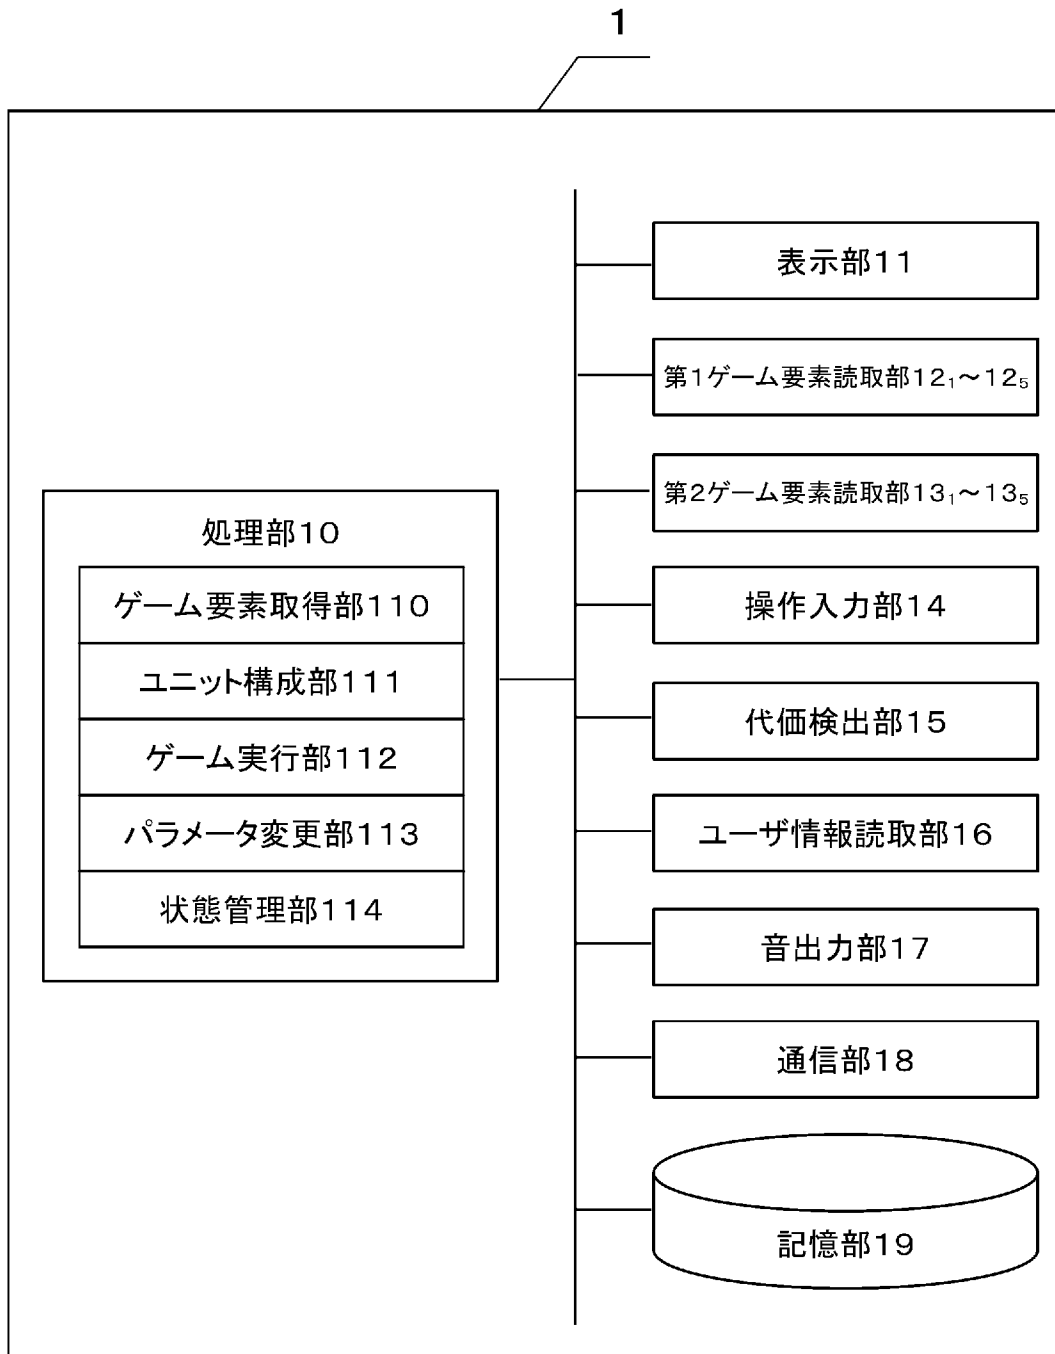 1
表示部11
第1ゲーム要素読取部12₁～12₅
第2ゲーム要素読取部13₁～13₅
処理部10
ゲーム要素取得部110
ユニット構成部111
ゲーム実行部112
パラメータ変更部113
状態管理部114
操作入力部14
代価検出部15
ユーザ情報読取部16
音出力部17
通信部18
記憶部19